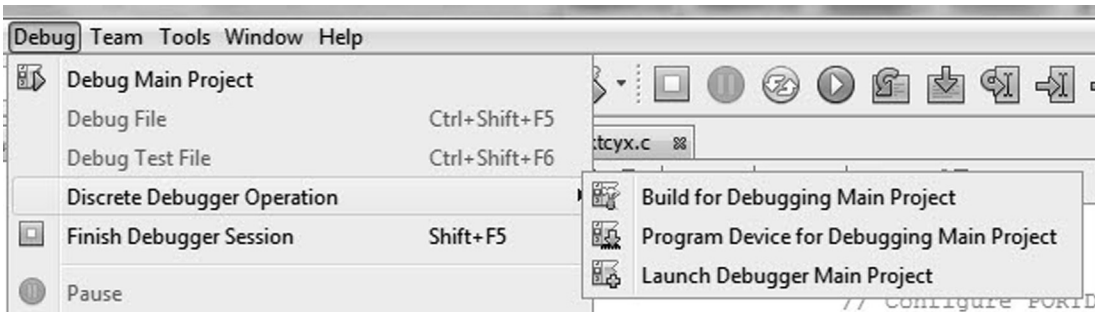 Debug Team Tools Window Help
Debug Main Project
Debug File Ctrl+Shift+F5
Debug Test File Ctrl+Shift+F6
Discrete Debugger Operation
Finish Debugger Session Shift+F5
Pause
tcyx.c
Build for Debugging Main Project
Program Device for Debugging Main Project
Launch Debugger Main Project
// Configure PORTD